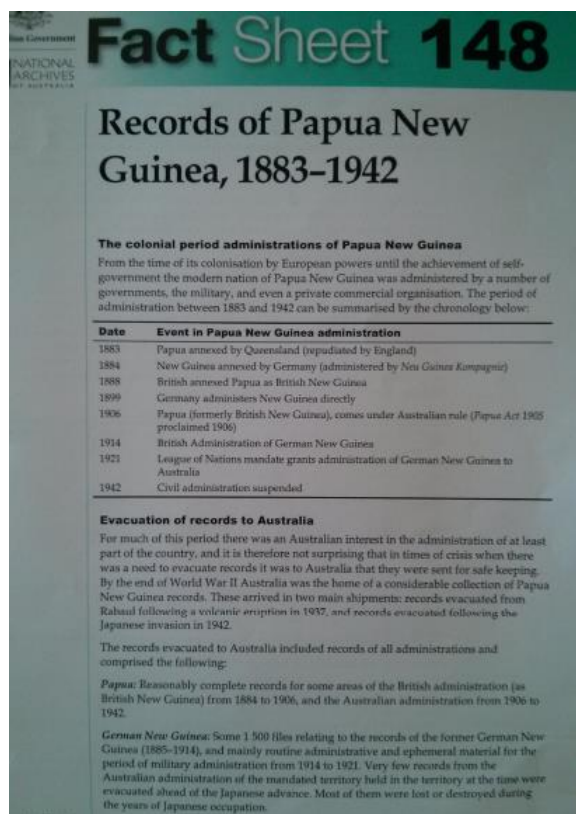 Government
NATIONAL
ARCHIVES
OF AUSTRALIA
Fact Sheet 148
Records of Papua New
Guinea, 1883–1942
The colonial period administrations of Papua New Guinea
From the time of its colonisation by European powers until the achievement of self-
government the modern nation of Papua New Guinea was administered by a number of
governments, the military, and even a private commercial organisation. The period of
administration between 1883 and 1942 can be summarised by the chronology below:
Date Event in Papua New Guinea administration
1883 Papua annexed by Queensland (repudiated by England)
1884 New Guinea annexed by Germany (administered by Neu Guinea Kompagnie)
1888 British annexed Papua as British New Guinea
1899 Germany administers New Guinea directly
1906 Papua (formerly British New Guinea), comes under Australian rule (Papua Act 1905
proclaimed 1906)
1914 British Administration of German New Guinea
1921 League of Nations mandate grants administration of German New Guinea to
Australia
1942 Civil administration suspended
Evacuation of records to Australia
For much of this period there was an Australian interest in the administration of at least
part of the country, and it is therefore not surprising that in times of crisis when there
was a need to evacuate records it was to Australia that they were sent for safe keeping.
By the end of World War II Australia was the home of a considerable collection of Papua
New Guinea records. These arrived in two main shipments: records evacuated from
Rabaul following a volcanic eruption in 1937, and records evacuated following the
Japanese invasion in 1942.
The records evacuated to Australia included records of all administrations and
comprised the following:
Papua: Reasonably complete records for some areas of the British administration (as
British New Guinea) from 1884 to 1906, and the Australian administration from 1906 to
1942.
German New Guinea: Some 1 500 files relating to the records of the former German New
Guinea (1885–1914), and mainly routine administrative and ephemeral material for the
period of military administration from 1914 to 1921. Very few records from the
Australian administration of the mandated territory held in the territory at the time were
evacuated ahead of the Japanese advance. Most of them were lost or destroyed during
the years of Japanese occupation.